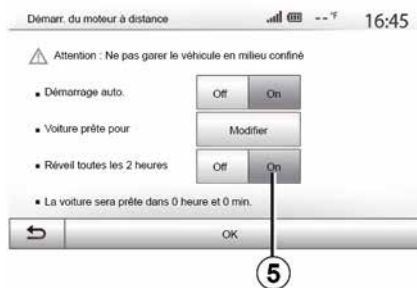 Démarr. du moteur à distance
--°F
16:45
Attention : Ne pas garer le véhicule en milieu confiné
Démarrage auto.
Off
On
Voiture prête pour
Modifier
Réveil toutes les 2 heures
Off
On
La voiture sera prête dans 0 heure et 0 min.
OK
5